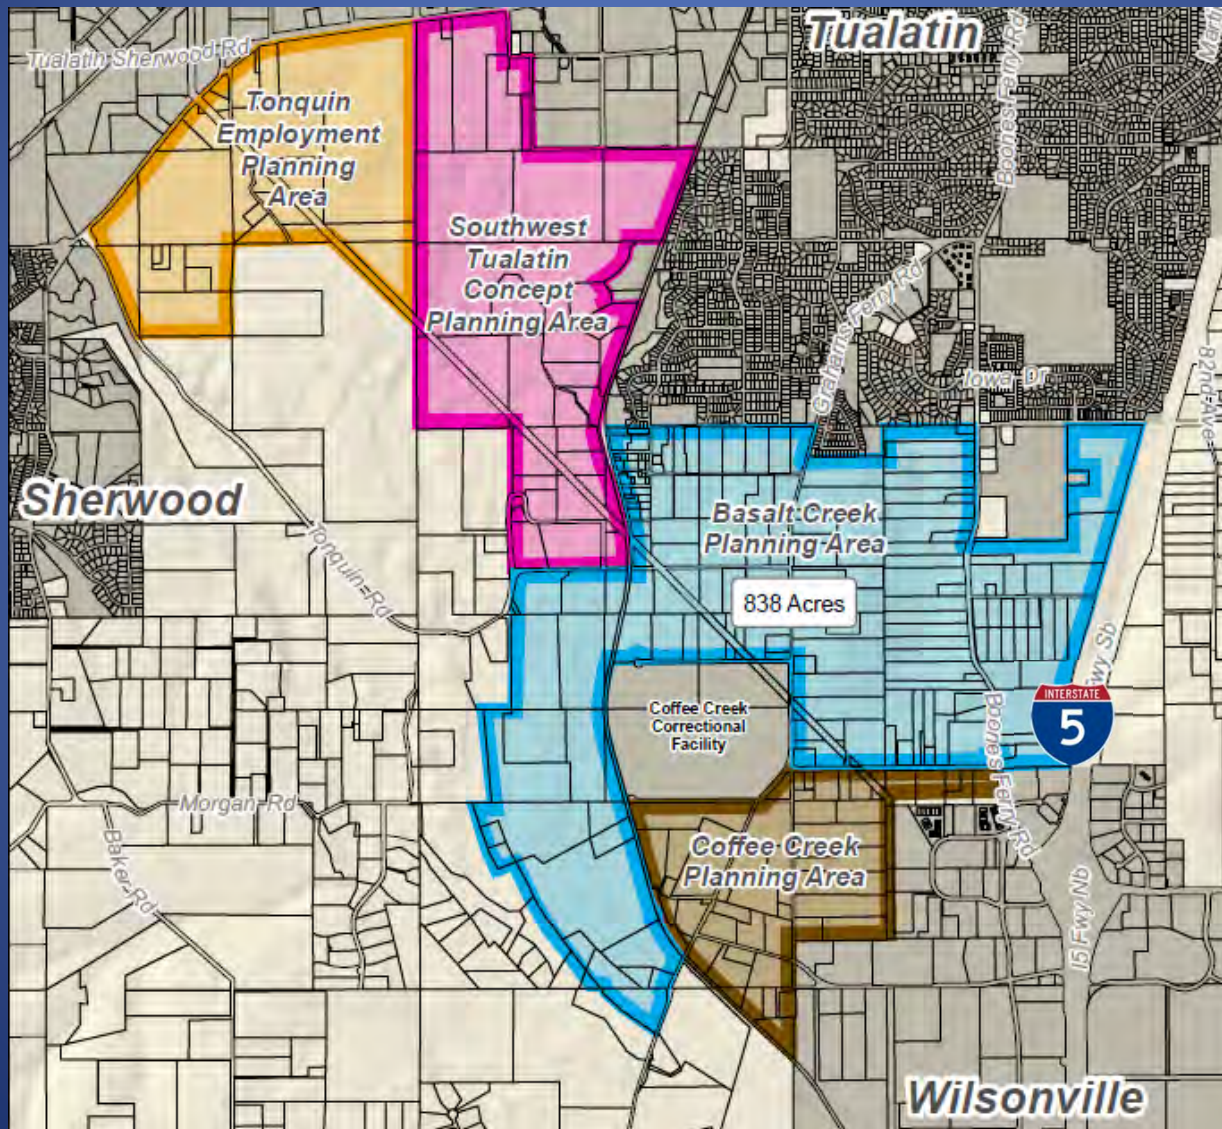 Tualatin
Tualatin Sherwood Rd
Boones Ferry Rd
Tonquin
Employment
Planning
Area
Southwest
Tualatin
Concept
Planning Area
Grahams Ferry Rd
Iowa Dr
82nd Ave
Sherwood
Basalt Creek
Planning Area
838 Acres
Tonquin Rd
Fwy Sb
INTERSTATE
5
Coffee Creek
Correctional
Facility
Boones Ferry Rd
Morgan Rd
Baker Rd
Coffee Creek
Planning Area
I5 Fwy Nb
Wilsonville